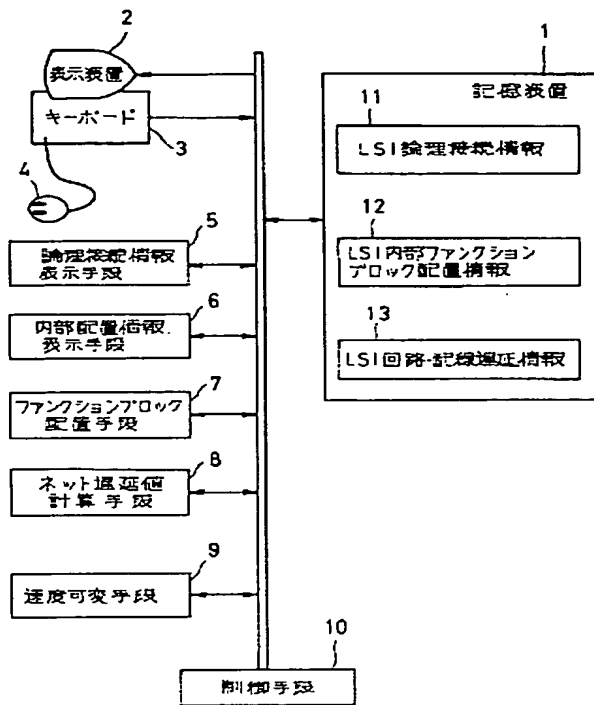 2
表示装置
キーボード
3
4
5
論理接続情報
表示手段
6
内部配置情報
表示手段
7
ファンクションブロック
配置手段
8
ネット遅延値
計算手段
9
速度可変手段
10
制御手段
1
記憶装置
11
LSI論理接続情報
12
LSI内部ファンクション
ブロック配置情報
13
LSI回路・配線遅延情報